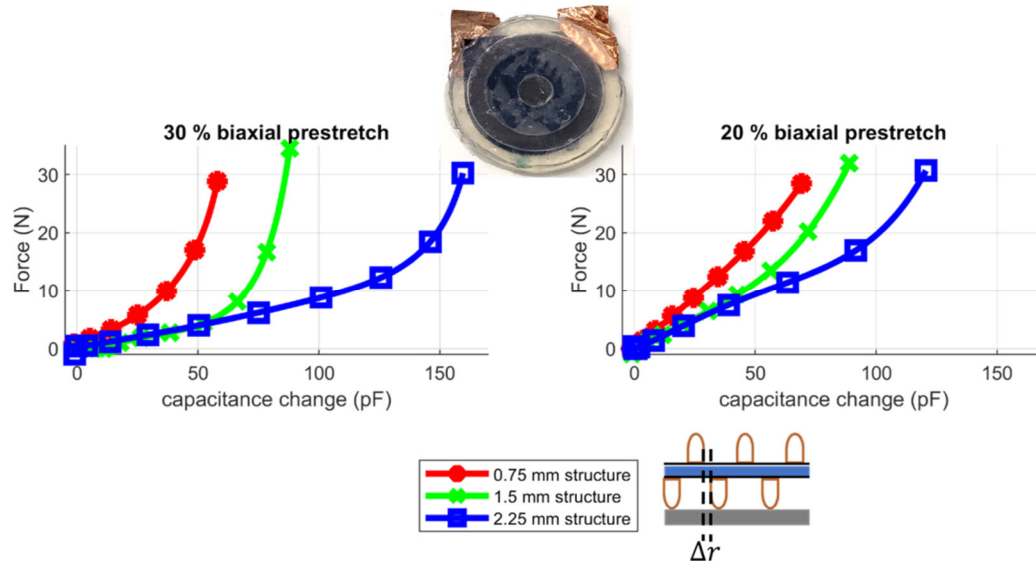 30 % biaxial prestretch
Force (N)
30
20
10
0
0
50
100
150
capacitance change (pF)
20 % biaxial prestretch
Force (N)
30
20
10
0
0
50
100
150
capacitance change (pF)
0.75 mm structure
1.5 mm structure
2.25 mm structure
Δr